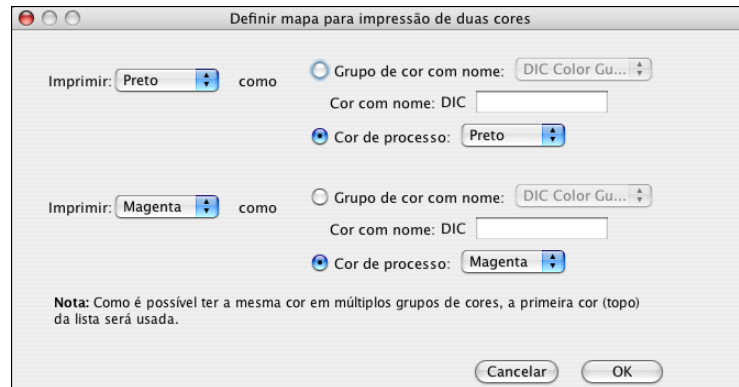 Definir mapa para impressão de duas cores
Imprimir: Preto como
Grupo de cor com nome: DIC Color Gu...
Cor com nome: DIC
Cor de processo: Preto
Imprimir: Magenta como
Grupo de cor com nome: DIC Color Gu...
Cor com nome: DIC
Cor de processo: Magenta
Nota: Como é possível ter a mesma cor em múltiplos grupos de cores, a primeira cor (topo)
da lista será usada.
Cancelar OK